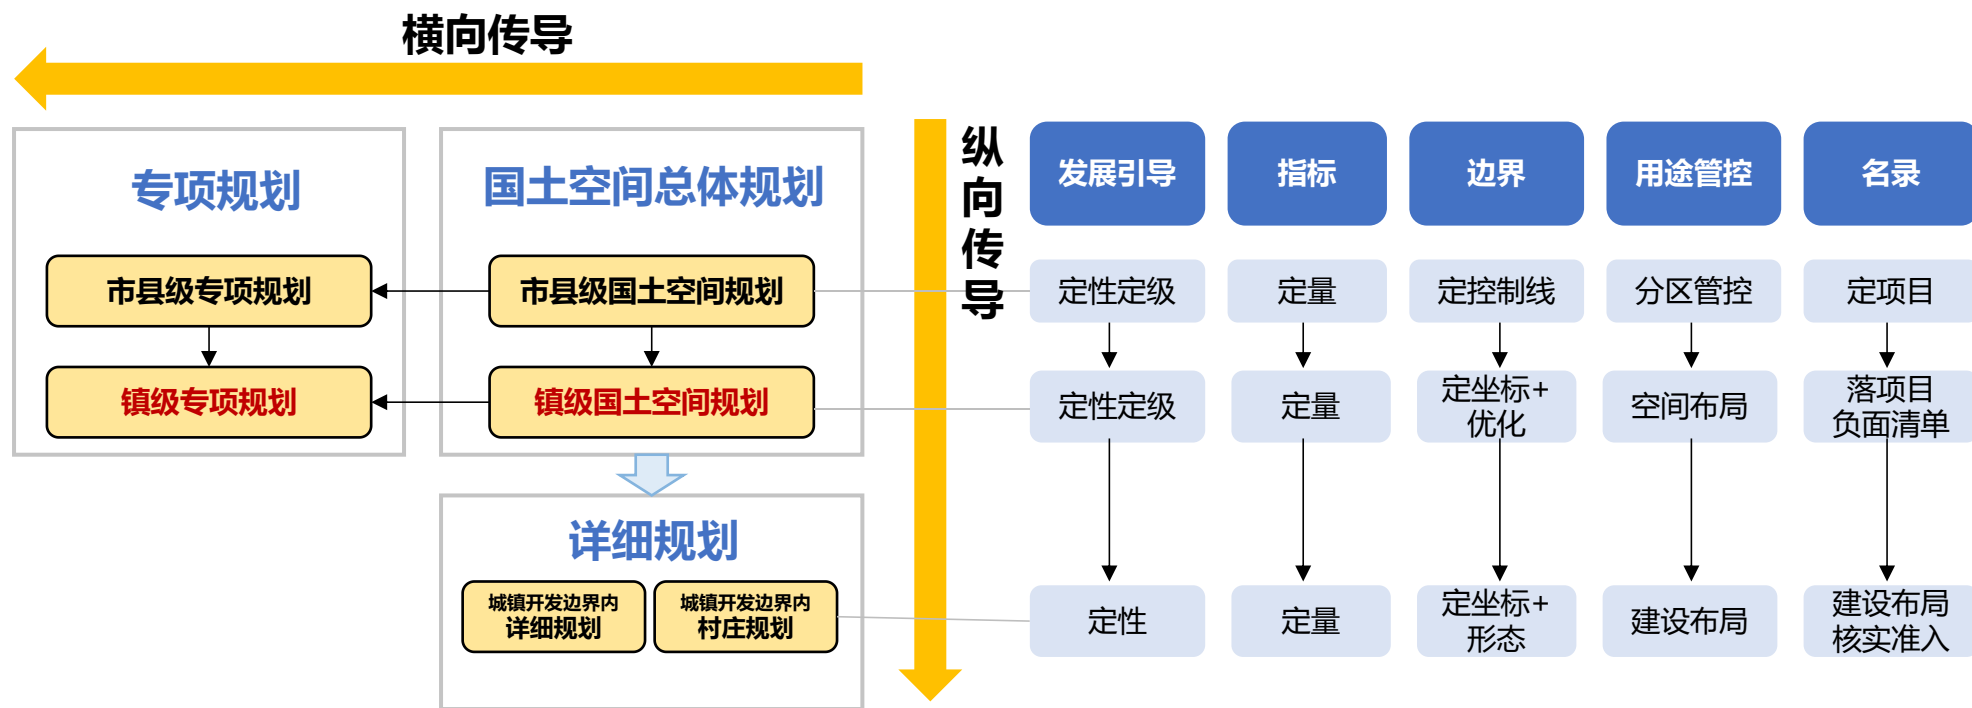 横向传导
纵向传导
专项规划
国土空间总体规划
发展引导
指标
边界
用途管控
名录
市县级专项规划
市县级国土空间规划
定性定级
定量
定控制线
分区管控
定项目
镇级专项规划
镇级国土空间规划
定性定级
定量
定坐标+
优化
空间布局
落项目
负面清单
详细规划
城镇开发边界内
详细规划
城镇开发边界内
村庄规划
定性
定量
定坐标+
形态
建设布局
建设布局
核实准入